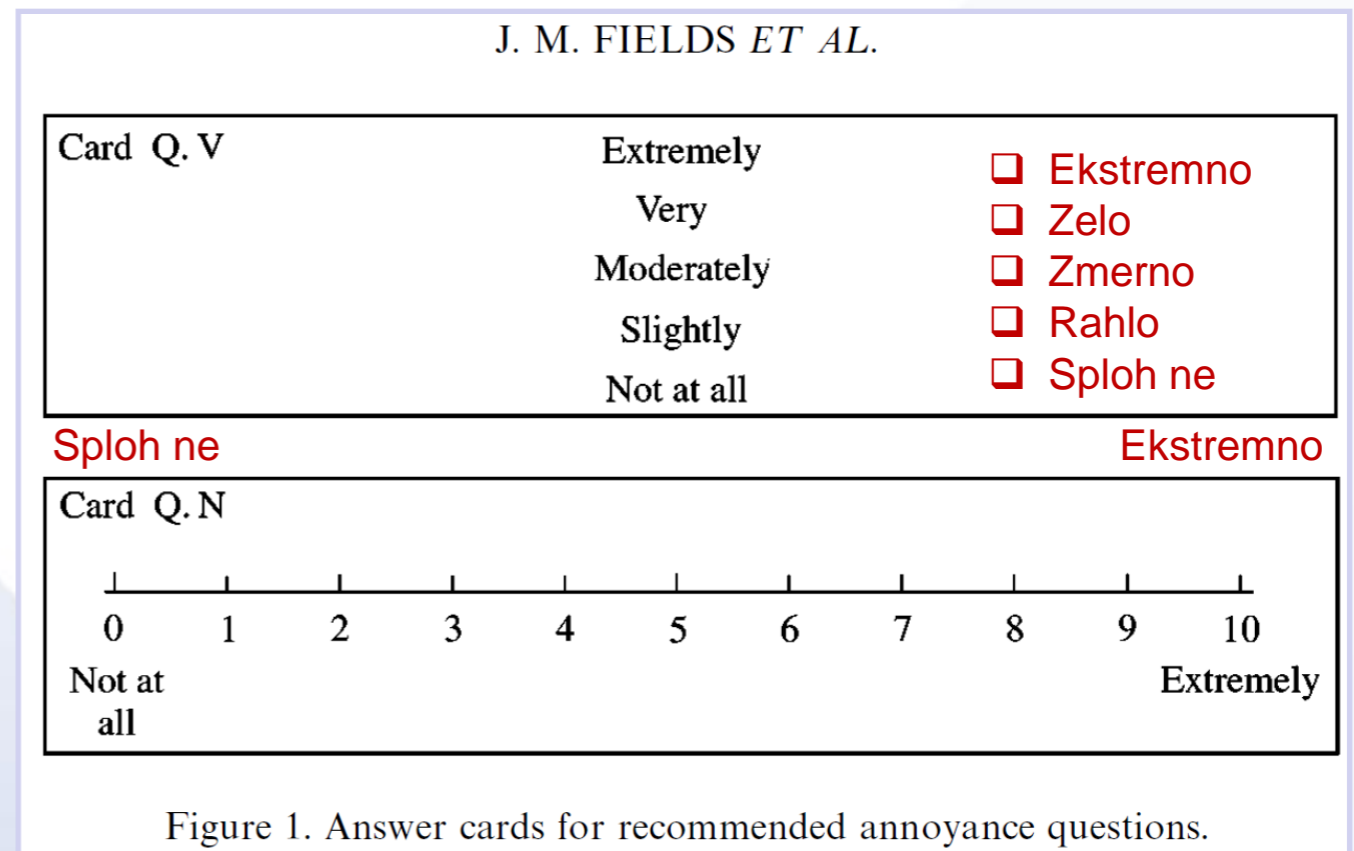 J. M. FIELDS ET AL.
Card Q. V
Extremely
Very
Moderately
Slightly
Not at all
❑ Ekstremno
❑ Zelo
❑ Zmerno
❑ Rahlo
❑ Sploh ne
Sploh ne Ekstremno
Card Q. N
0 1 2 3 4 5 6 7 8 9 10
Not at Extremely
all
Figure 1. Answer cards for recommended annoyance questions.